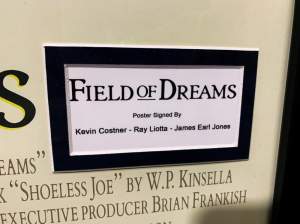 FIELD OF DREAMS
Poster Signed By
Kevin Costner - Ray Liotta - James Earl Jones
S
EAMS”
“SHOELESS JOE” BY W.P. KINSELLA
EXECUTIVE PRODUCER BRIAN FRANKISH